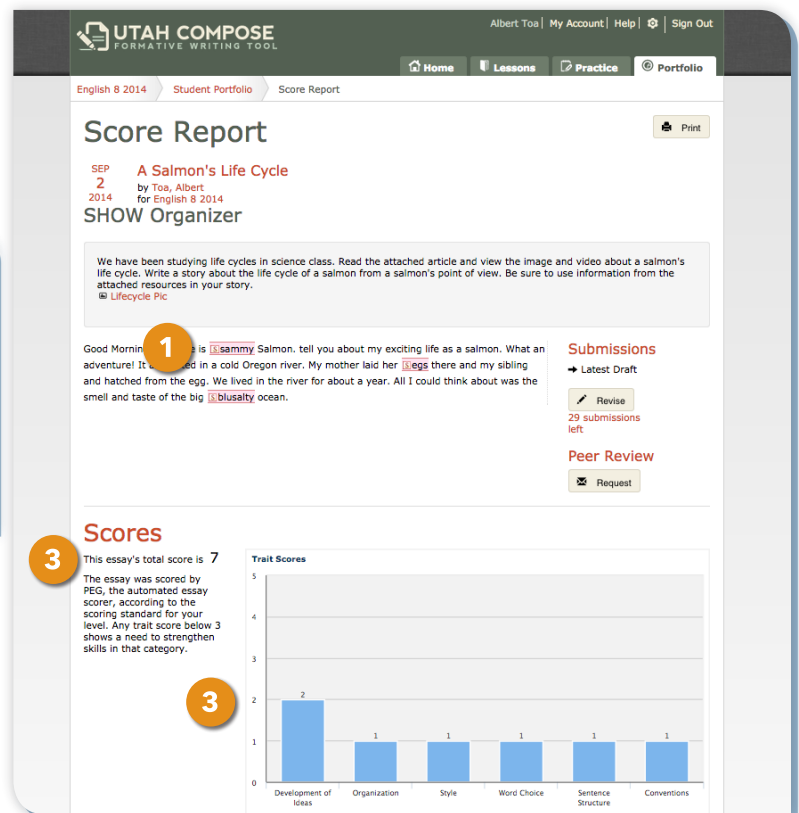 UTAH COMPOSE
FORMATIVE WRITING TOOL
Albert Toa | My Account | Help | Sign Out
Home Lessons Practice Portfolio
English 8 2014 Student Portfolio Score Report
Score Report
Print
SEP
2
2014
A Salmon's Life Cycle
by Toa, Albert
for English 8 2014
SHOW Organizer
We have been studying life cycles in science class. Read the attached article and view the image and video about a salmon's
life cycle. Write a story about the life cycle of a salmon from a salmon's point of view. Be sure to use information from the
attached resources in your story.
Lifecycle Pic
1
Good is S sammy Salmon. tell you about my exciting life as a salmon. What an
adventure! It in a cold Oregon river. My mother laid her S egs there and my sibling
and hatched from the egg. We lived in the river for about a year. All I could think about was the
smell and taste of the big S blusalty ocean.
Submissions
Latest Draft
Revise
29 submissions
left
Peer Review
Request
Scores
3
This essay's total score is 7
The essay was scored by
PEG, the automated essay
scorer, according to the
scoring standard for your
level. Any trait score below 3
shows a need to strengthen
skills in that category.
3
Trait Scores
5
4
3
2
1
0
2
1
1
1
1
1
Development of
Ideas
Organization
Style
Word Choice
Sentence
Structure
Conventions